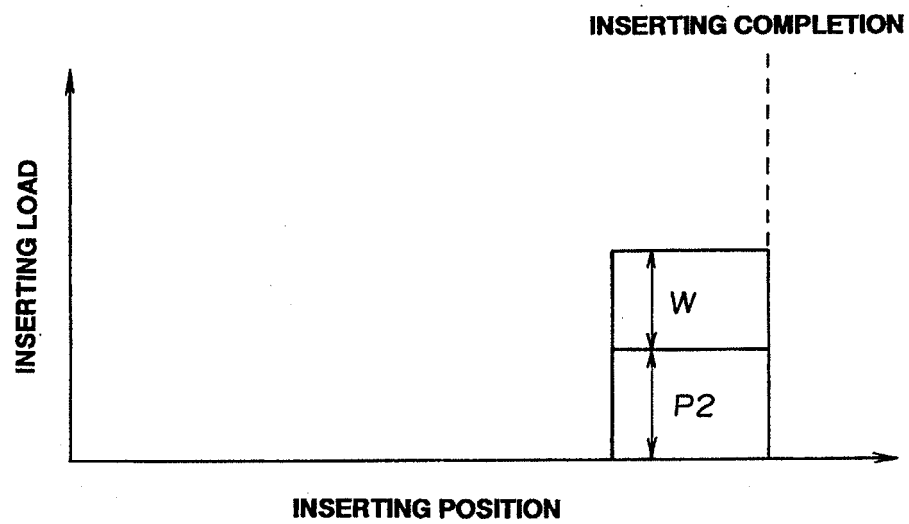 INSERTING COMPLETION
INSERTING LOAD
W
P2
INSERTING POSITION